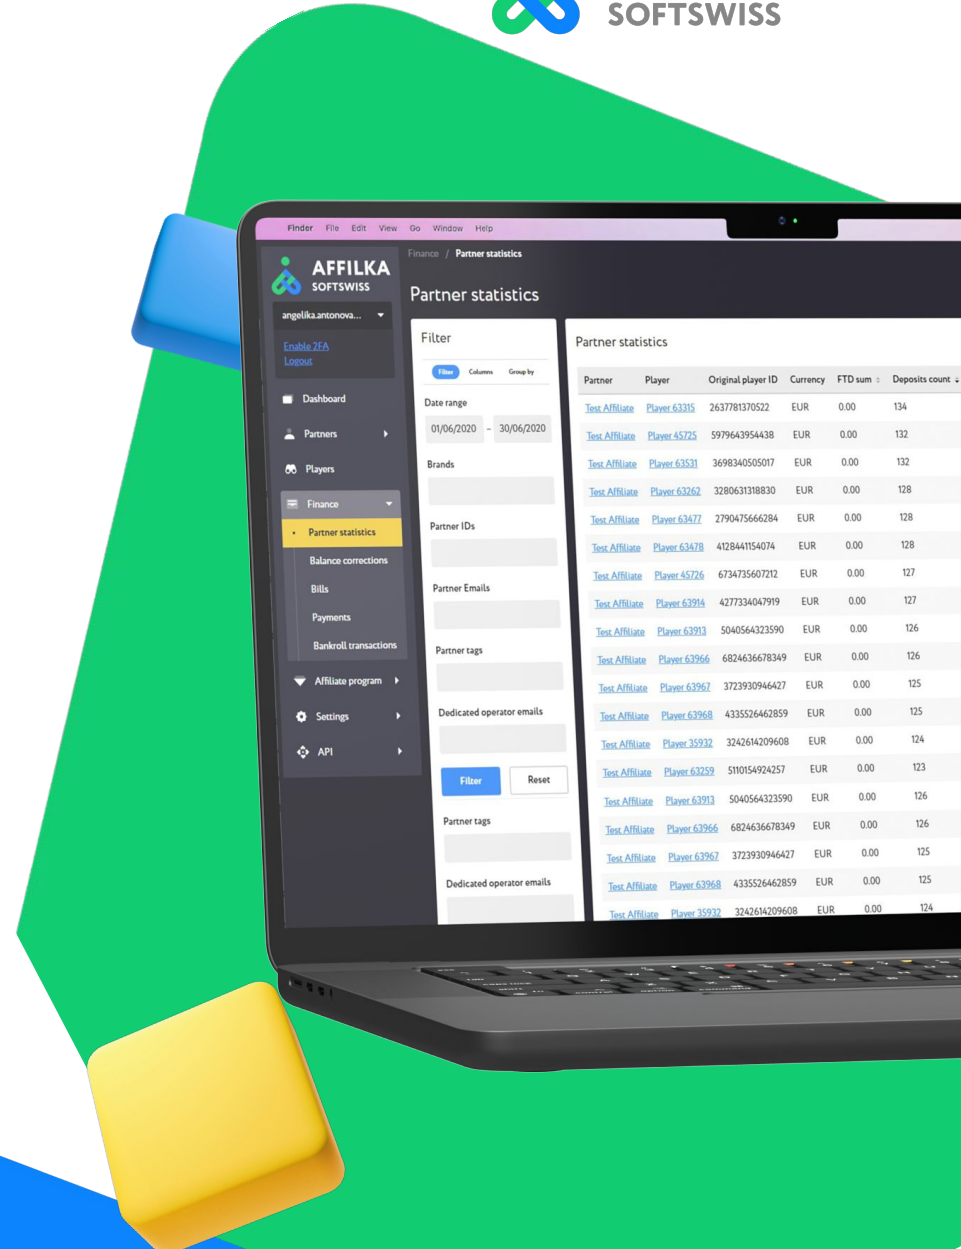 SOFTSWISS
Finder File Edit View Go Window Help
AFFILKA
SOFTSWISS
angelika.antonova...
Enable 2FA
Logout
Dashboard
Partners
Players
Finance
Partner statistics
Balance corrections
Bills
Payments
Bankroll transactions
Affiliate program
Settings
API
Finance / Partner statistics
Partner statistics
Filter
Filter Columns Group by
Date range
01/06/2020 – 30/06/2020
Brands
Partner IDs
Partner Emails
Partner tags
Dedicated operator emails
Filter Reset
Partner tags
Dedicated operator emails
Partner statistics
Partner Player Original player ID Currency FTD sum Deposits count
Test Affiliate Player 63315 2637781370522 EUR 0.00 134
Test Affiliate Player 45725 5979643954438 EUR 0.00 132
Test Affiliate Player 63531 3698340505017 EUR 0.00 132
Test Affiliate Player 63262 3280631318830 EUR 0.00 128
Test Affiliate Player 63477 2790475666284 EUR 0.00 128
Test Affiliate Player 63478 4128441154074 EUR 0.00 128
Test Affiliate Player 45726 6734735607212 EUR 0.00 127
Test Affiliate Player 63914 4277334047919 EUR 0.00 127
Test Affiliate Player 63913 5040564323590 EUR 0.00 126
Test Affiliate Player 63966 6824636678349 EUR 0.00 126
Test Affiliate Player 63967 3723930946427 EUR 0.00 125
Test Affiliate Player 63968 4335526462859 EUR 0.00 125
Test Affiliate Player 35932 3242614209608 EUR 0.00 124
Test Affiliate Player 63259 5110154924257 EUR 0.00 123
Test Affiliate Player 63913 5040564323590 EUR 0.00 126
Test Affiliate Player 63966 6824636678349 EUR 0.00 126
Test Affiliate Player 63967 3723930946427 EUR 0.00 125
Test Affiliate Player 63968 4335526462859 EUR 0.00 125
Test Affiliate Player 35932 3242614209608 EUR 0.00 124